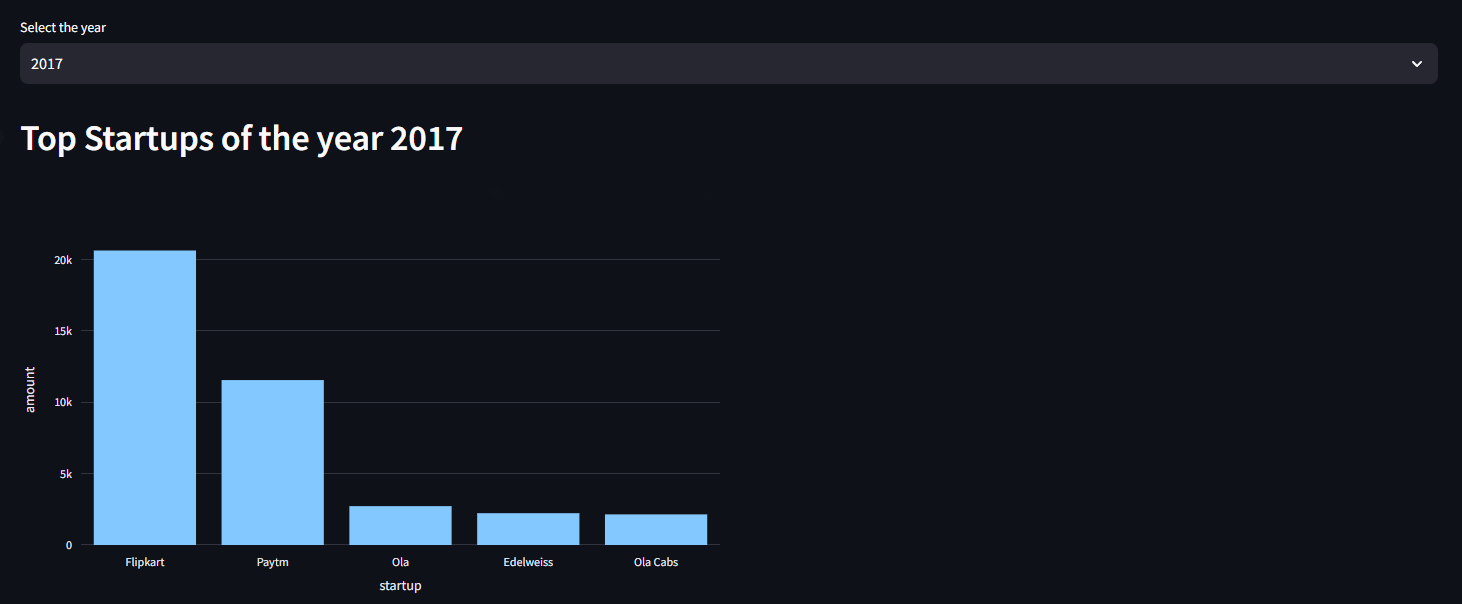 Select the year
2017
Top Startups of the year 2017
20k
15k
10k
5k
0
amount
Flipkart Paytm Ola Edelweiss Ola Cabs
startup